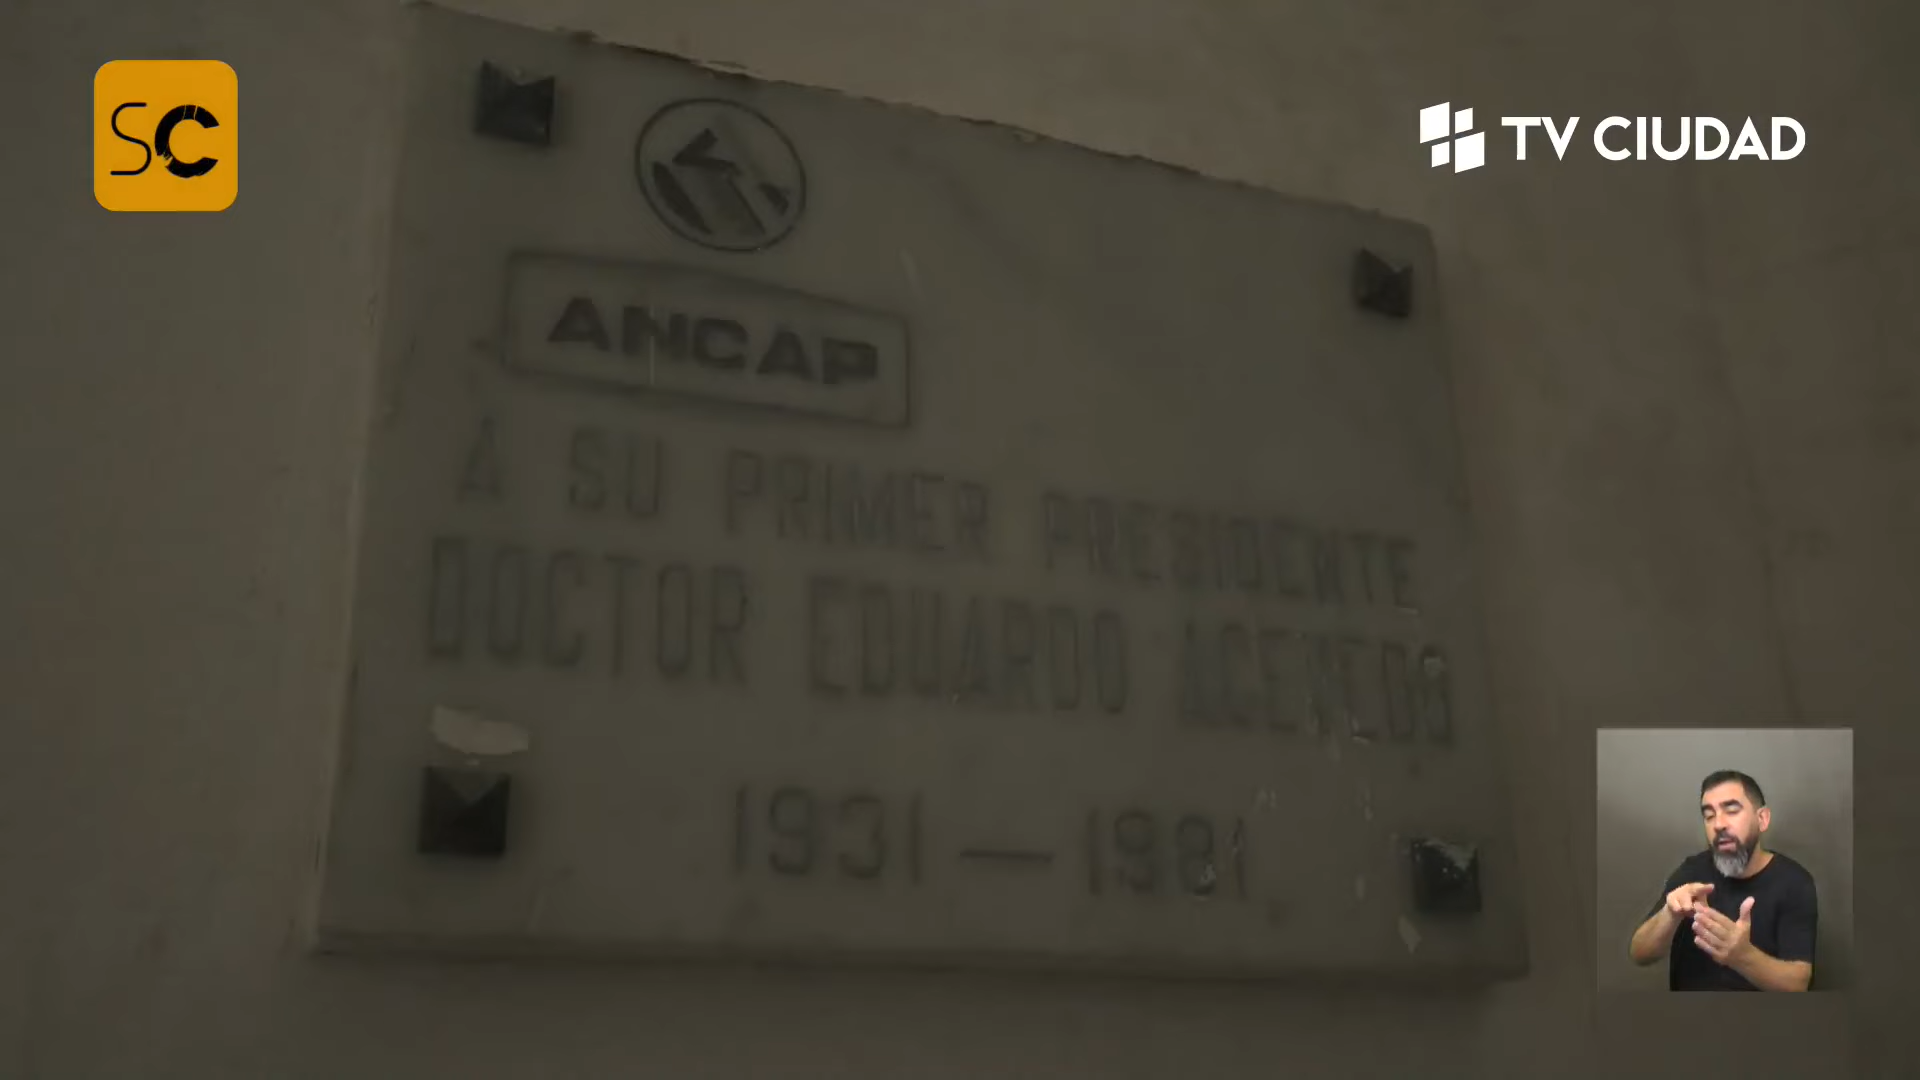 SC
TV CIUDAD
ANCAP
A SU PRIMER PRESIDENTE
DOCTOR EDUARDO ACEVEDO
1931 — 1981